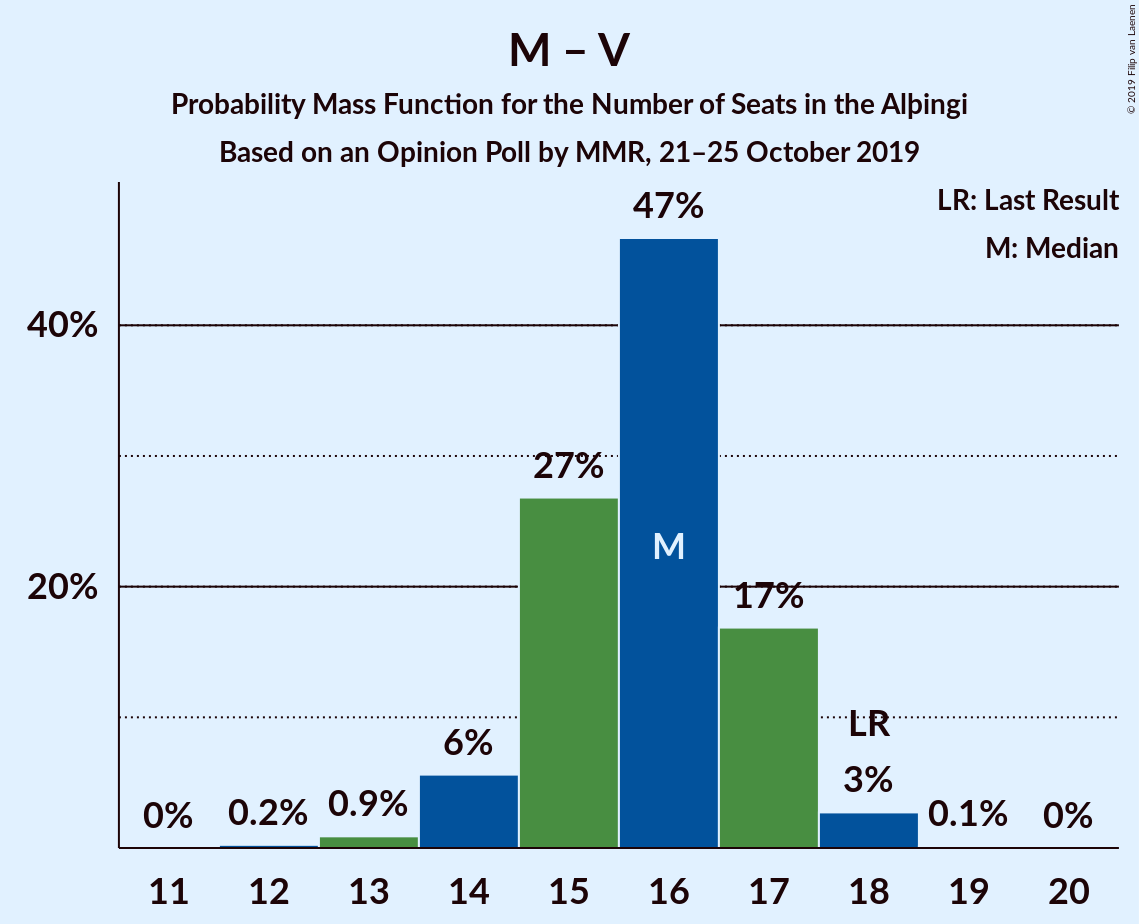 M – V
Probability Mass Function for the Number of Seats in the Alþingi
Based on an Opinion Poll by MMR, 21–25 October 2019
© 2019 Filip van Laenen
LR: Last Result
M: Median
40%
20%
0%
0.2%
0.9%
6%
27%
47%
M
17%
LR
3%
0.1%
0%
11 12 13 14 15 16 17 18 19 20